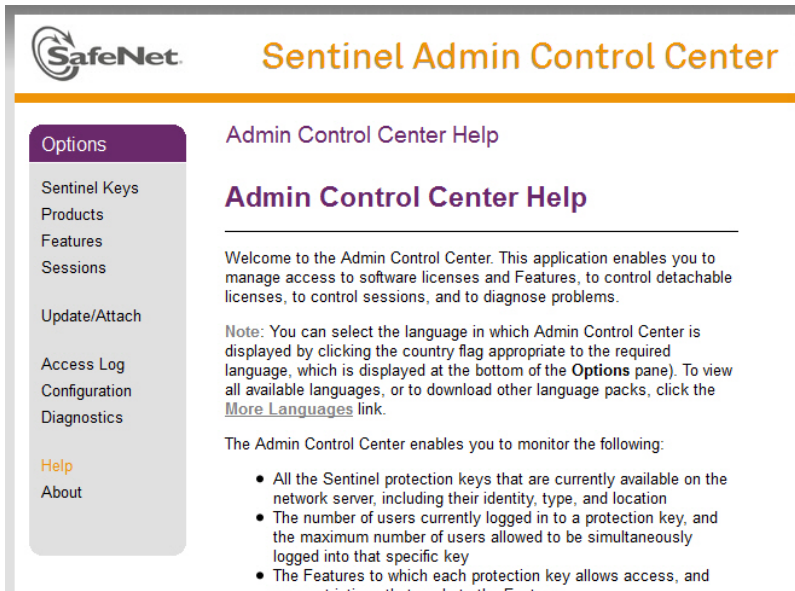 SafeNet.
Sentinel Admin Control Center
Options
Sentinel Keys
Products
Features
Sessions
Update/Attach
Access Log
Configuration
Diagnostics
Help
About
Admin Control Center Help
Admin Control Center Help
Welcome to the Admin Control Center. This application enables you to
manage access to software licenses and Features, to control detachable
licenses, to control sessions, and to diagnose problems.
Note: You can select the language in which Admin Control Center is
displayed by clicking the country flag appropriate to the required
language, which is displayed at the bottom of the Options pane). To view
all available languages, or to download other language packs, click the
More Languages link.
The Admin Control Center enables you to monitor the following:
● All the Sentinel protection keys that are currently available on the
network server, including their identity, type, and location
● The number of users currently logged in to a protection key, and
the maximum number of users allowed to be simultaneously
logged into that specific key
● The Features to which each protection key allows access, and